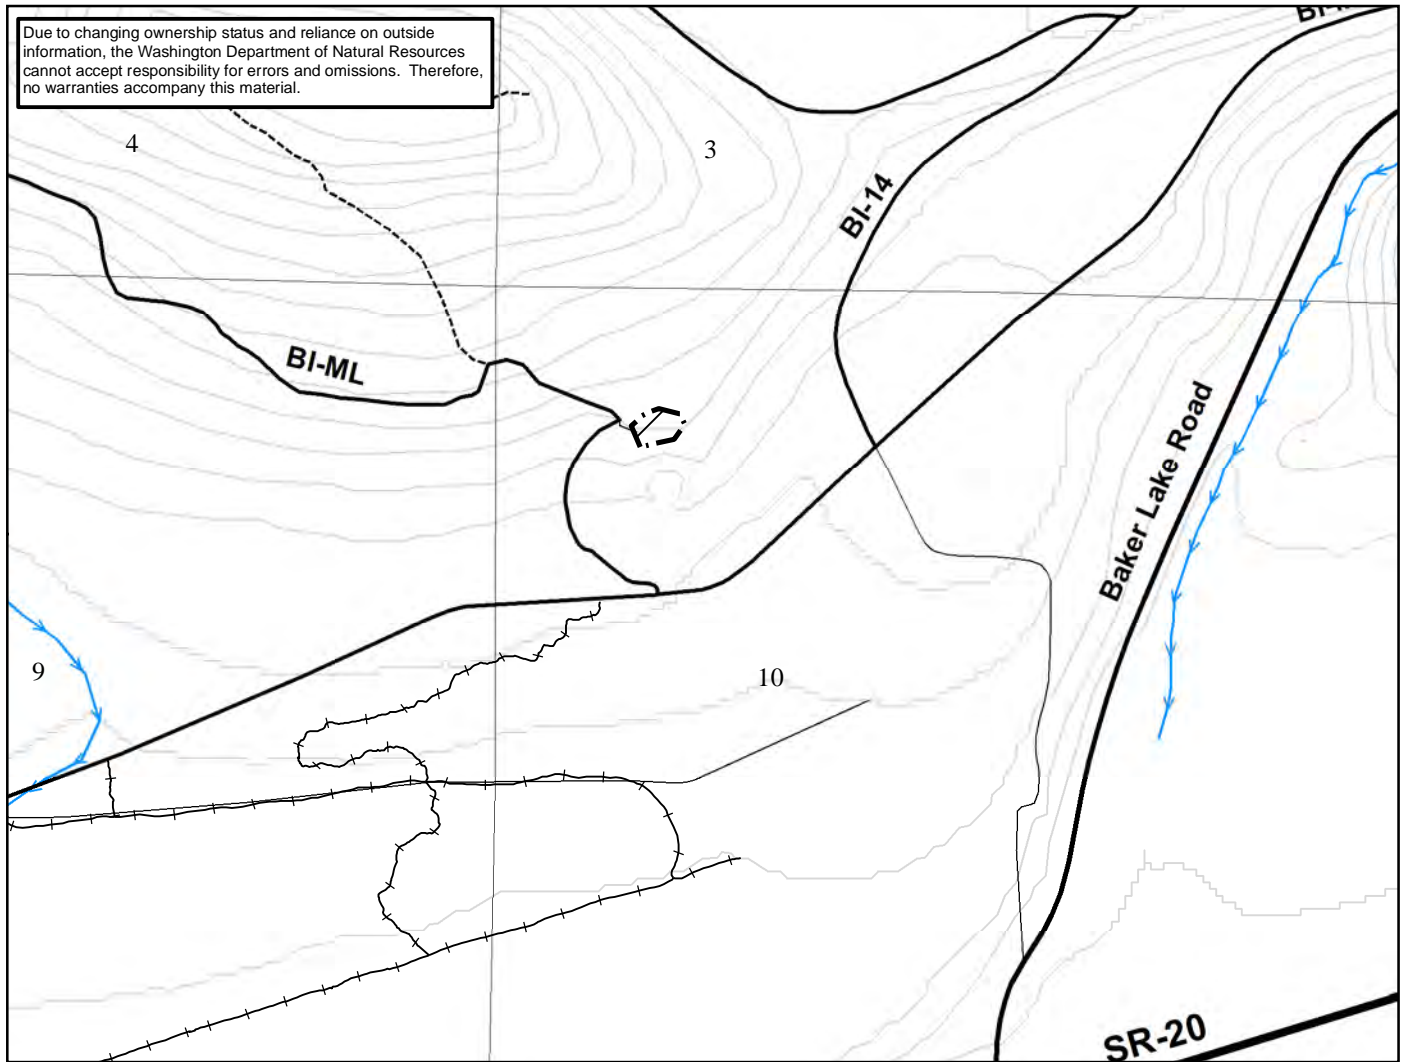 Due to changing ownership status and reliance on outside
information, the Washington Department of Natural Resources
cannot accept responsibility for errors and omissions.  Therefore,
no warranties accompany this material.
4
3
BI-14
BI-ML
Baker Lake Road
9
10
SR-20